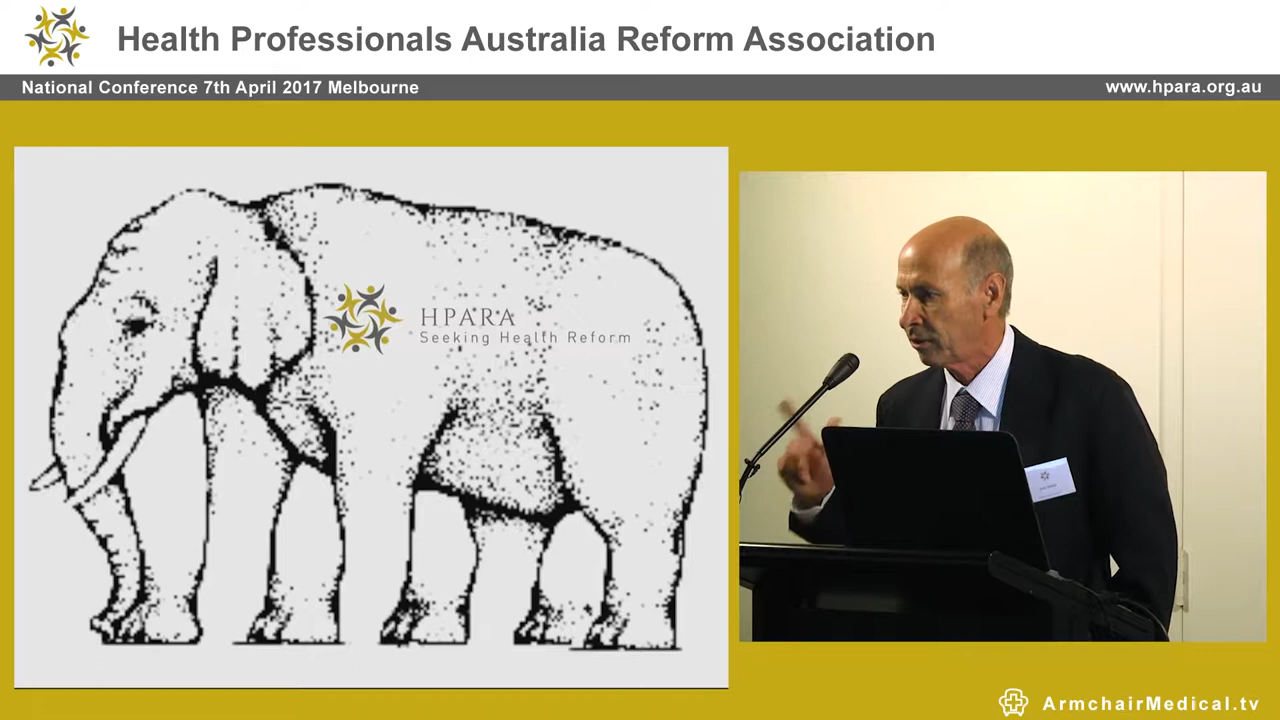 Health Professionals Australia Reform Association
National Conference 7th April 2017 Melbourne
www.hpara.org.au
HPARA
Seeking Health Reform
ArmchairMedical.tv